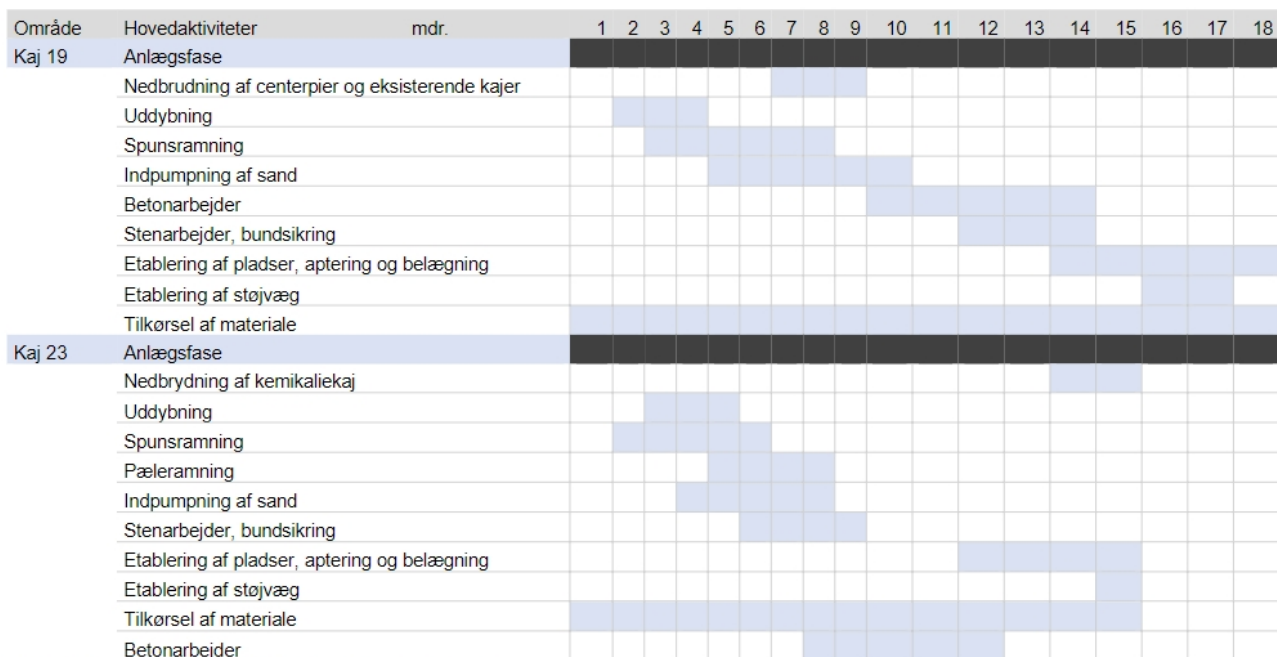 Område Hovedaktiviteter mdr. 1 2 3 4 5 6 7 8 9 10 11 12 13 14 15 16 17 18
Kaj 19 Anlægsfase
Nedbrudning af centerpier og eksisterende kajer
Uddybning
Spunsramning
Indpumpning af sand
Betonarbejder
Stenarbejder, bundsikring
Etablering af pladser, aptering og belægning
Etablering af støjvæg
Tilkørsel af materiale
Kaj 23 Anlægsfase
Nedbrydning af kemikaliekaj
Uddybning
Spunsramning
Pæleramning
Indpumpning af sand
Stenarbejder, bundsikring
Etablering af pladser, aptering og belægning
Etablering af støjvæg
Tilkørsel af materiale
Betonarbejder